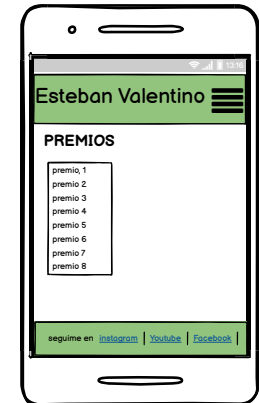 13:16
Esteban Valentino
PREMIOS
premio, 1
premio 2
premio 3
premio 4
premio 5
premio 6
premio 7
premio 8
seguime en instagram | Youtube | Facebook |